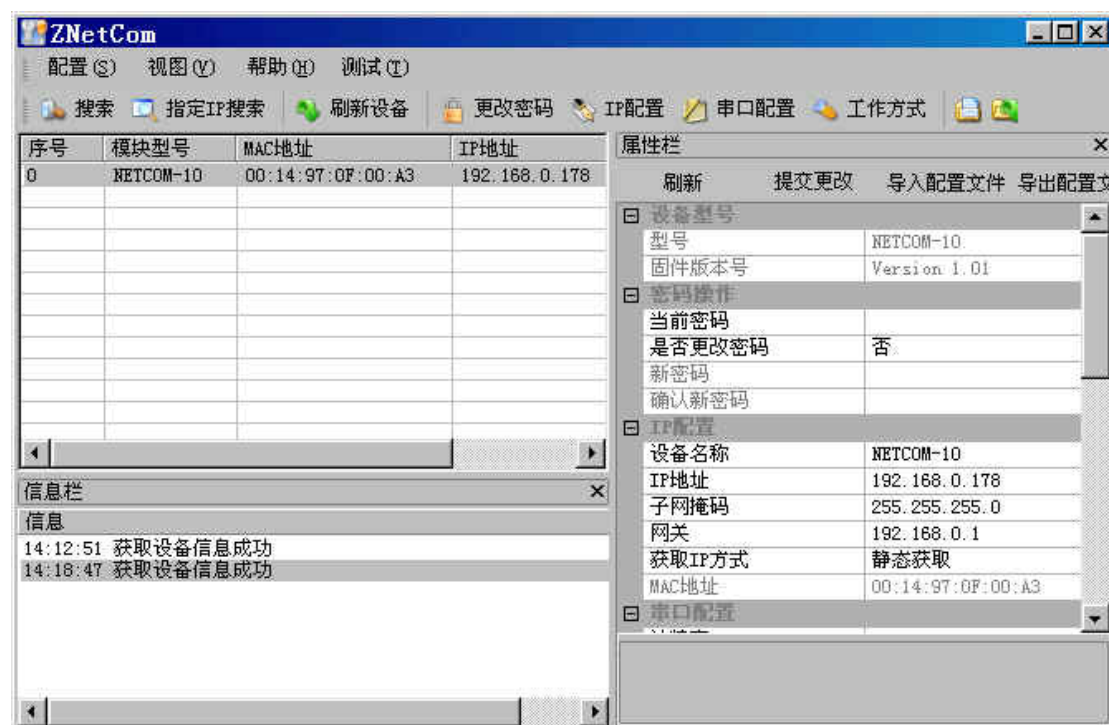 ZNetCom
配置(S) 视图(V) 帮助(H) 测试(T)
搜索 指定IP搜索 刷新设备 更改密码 IP配置 串口配置 工作方式
序号 模块型号 MAC地址 IP地址
0 NETCOM-10 00:14:97:0F:00:A3 192.168.0.178
信息栏
信息
14:12:51 获取设备信息成功
14:18:47 获取设备信息成功
属性栏
刷新 提交更改 导入配置文件 导出配置文
设备型号
型号 NETCOM-10
固件版本号 Version 1.01
密码操作
当前密码
是否更改密码 否
新密码
确认新密码
IP配置
设备名称 NETCOM-10
IP地址 192.168.0.178
子网掩码 255.255.255.0
网关 192.168.0.1
获取IP方式 静态获取
MAC地址 00:14:97:0F:00:A3
串口配置